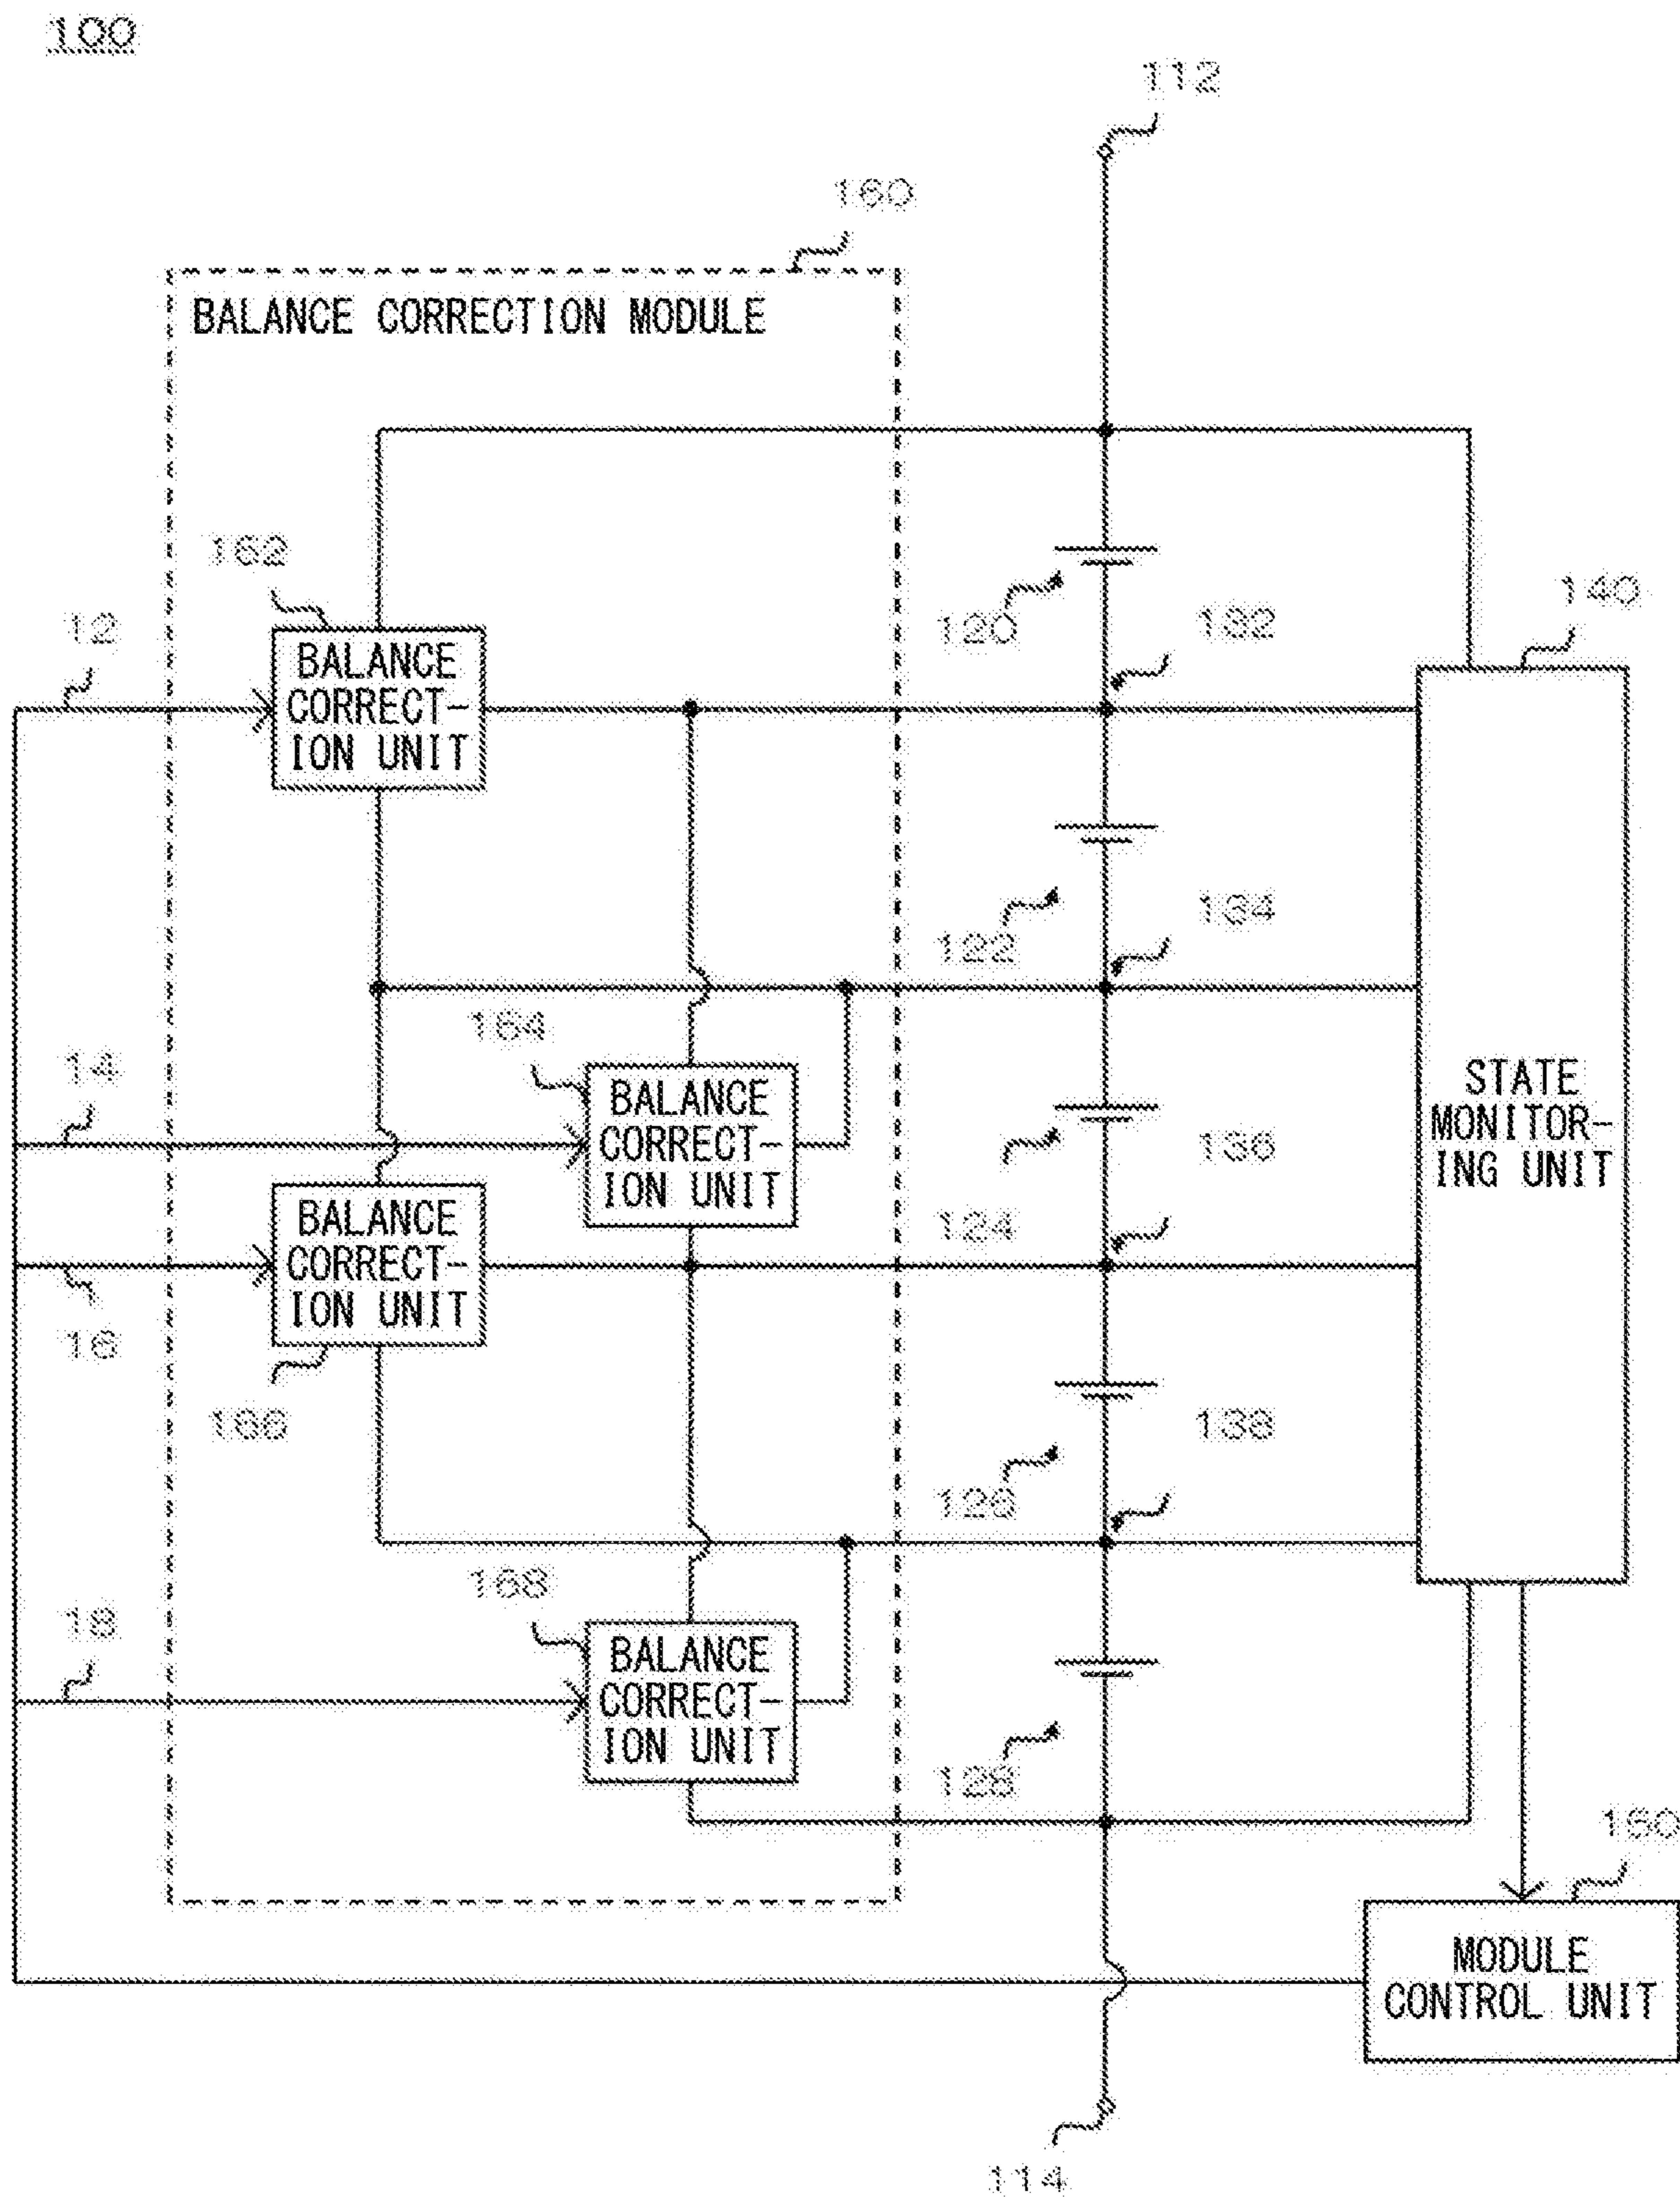 100
112
160
BALANCE CORRECTION MODULE
162
120
132
140
12
BALANCE
CORRECT-
ION UNIT
122
134
164
14
BALANCE
CORRECT-
ION UNIT
STATE
MONITOR-
ING UNIT
136
124
BALANCE
CORRECT-
ION UNIT
16
166
138
126
168
18
BALANCE
CORRECT-
ION UNIT
128
150
MODULE
CONTROL UNIT
114